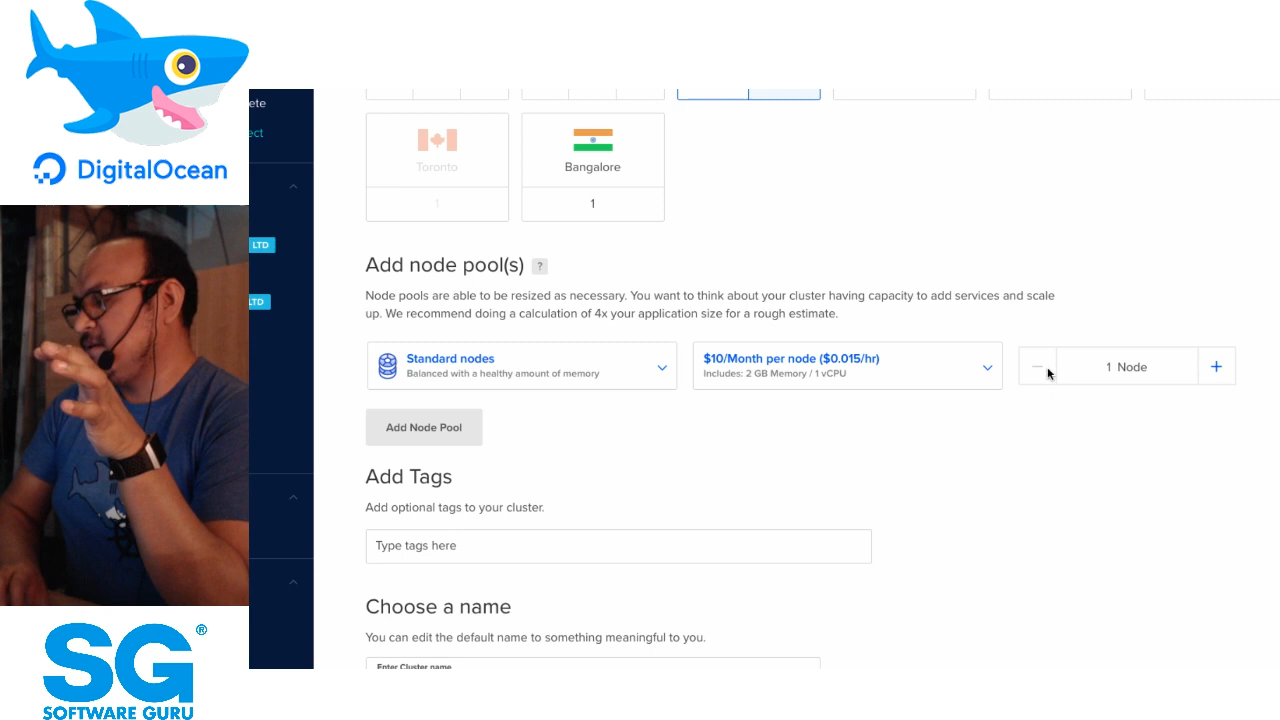 DigitalOcean
ete
ect
LTD
LTD
Toronto
1
Bangalore
1
Add node pool(s) ?
Node pools are able to be resized as necessary. You want to think about your cluster having capacity to add services and scale
up. We recommend doing a calculation of 4x your application size for a rough estimate.
Standard nodes
Balanced with a healthy amount of memory
$10/Month per node ($0.015/hr)
Includes: 2 GB Memory / 1 vCPU
1 Node
Add Node Pool
Add Tags
Add optional tags to your cluster.
Type tags here
Choose a name
You can edit the default name to something meaningful to you.
Enter Cluster name
SG®
SOFTWARE GURU